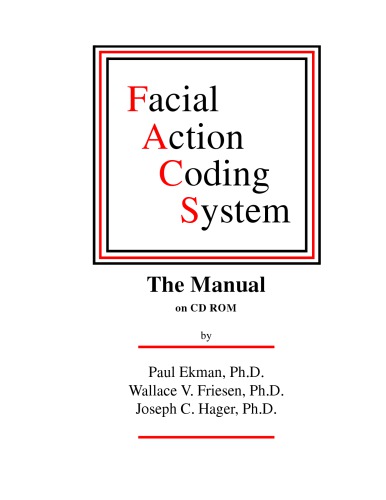 Facial
Action
Coding
System
The Manual
on CD ROM
by
Paul Ekman, Ph.D.
Wallace V. Friesen, Ph.D.
Joseph C. Hager, Ph.D.